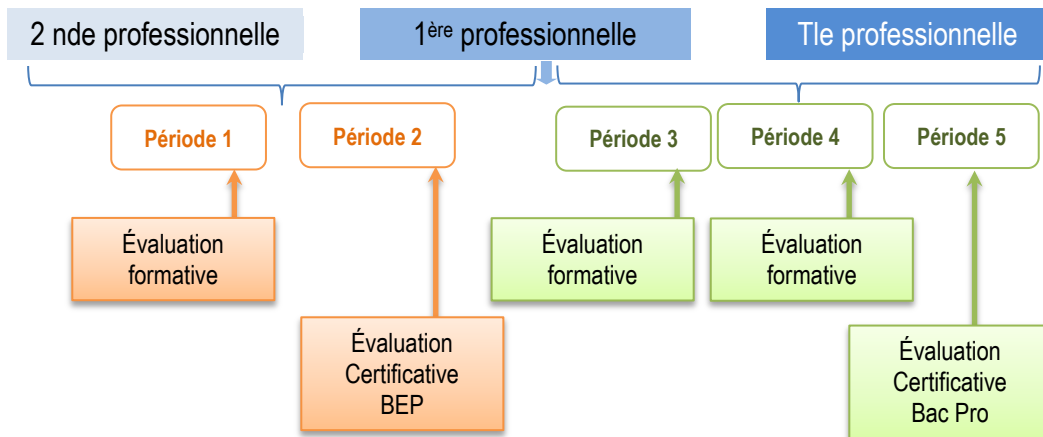 2 nde professionnelle
1ère professionnelle
Tle professionnelle
Période 1
Période 2
Période 3
Période 4
Période 5
Évaluation
formative
Évaluation
Certificative
BEP
Évaluation
formative
Évaluation
formative
Évaluation
Certificative
Bac Pro